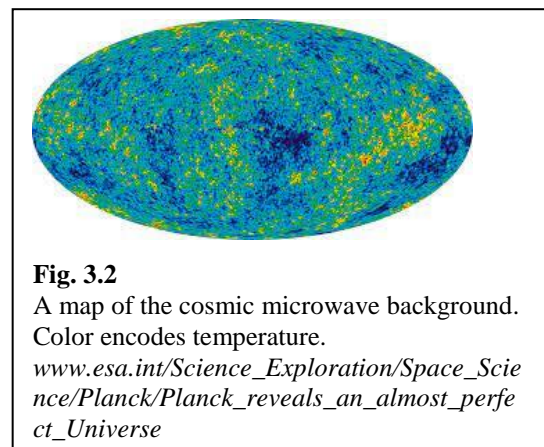 Fig. 3.2
A map of the cosmic microwave background.
Color encodes temperature.
www.esa.int/Science_Exploration/Space_Scie
nce/Planck/Planck_reveals_an_almost_perfe
ct_Universe